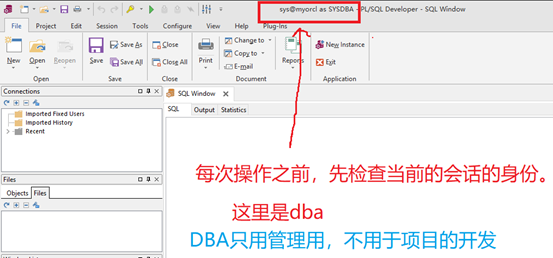 sys@myorcl as SYSDBA - PL/SQL Developer - SQL Window
File Project Edit Session Tools Window Help Plug-Ins
New Open Save Save As Save All Close Close All Print Change to Copy to E-mail Reports New Instance Exit
New Open Save Close Document Reports Application
Connections
Imported Fixed Users
Imported History
Recent
Files
Objects Files
SQL Window
SQL Output Statistics
每次操作之前，先检查当前的会话的身份。
这里是dba
DBA只用管理用，不用于项目的开发